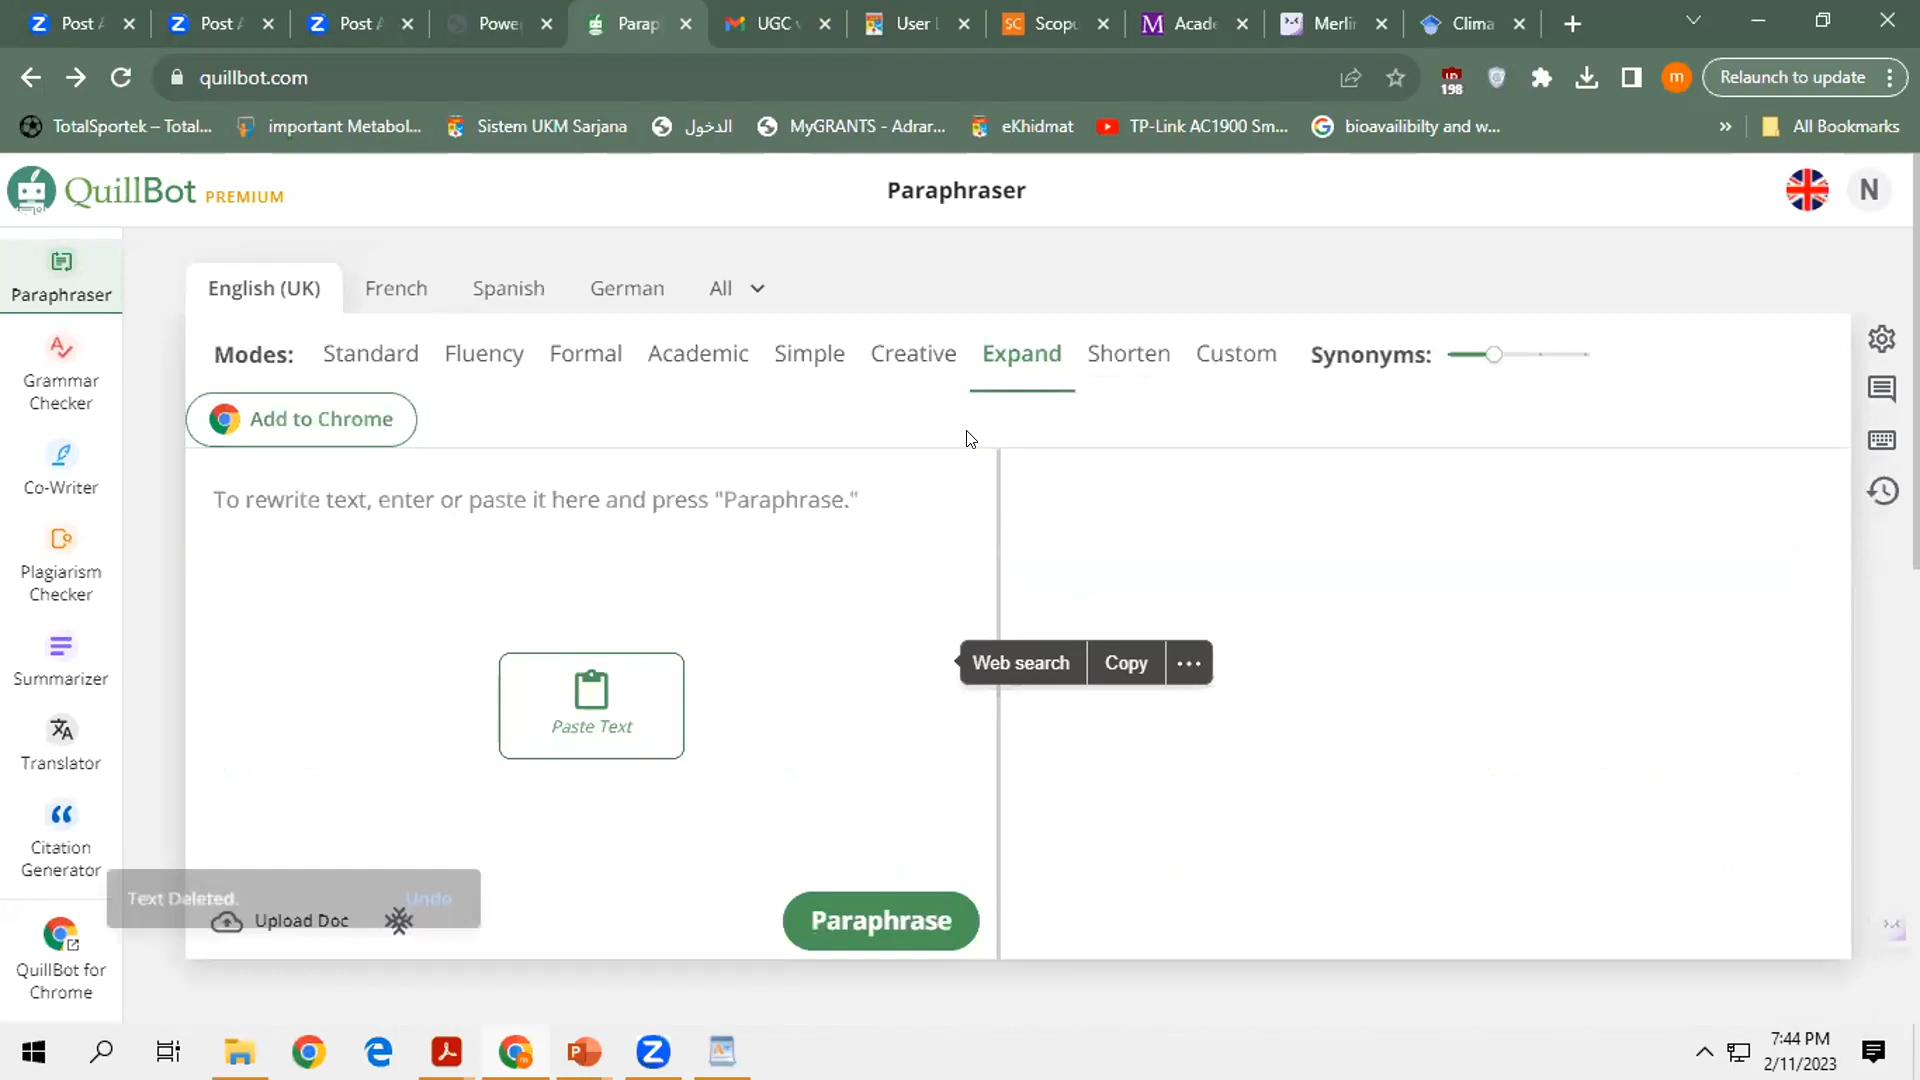 Post A
Post A
Post A
Powe
Parap
UGC v
User L
Scopu
Acade
Merli
Clima
quillbot.com
198
m
Relaunch to update
TotalSportek – Total...
important Metabol...
Sistem UKM Sarjana
الدخول
MyGRANTS - Adrar...
eKhidmat
TP-Link AC1900 Sm...
bioavailibilty and w...
»
All Bookmarks
QuillBot PREMIUM
Paraphraser
N
Paraphraser
English (UK)
French
Spanish
German
All
Modes:
Standard
Fluency
Formal
Academic
Simple
Creative
Expand
Shorten
Custom
Synonyms:
Add to Chrome
Grammar
Checker
To rewrite text, enter or paste it here and press "Paraphrase."
Co-Writer
Plagiarism
Checker
Web search
Copy
...
Summarizer
Paste Text
Translator
Citation
Generator
Text Deleted.
Undo
Upload Doc
Paraphrase
QuillBot for
Chrome
7:44 PM
2/11/2023